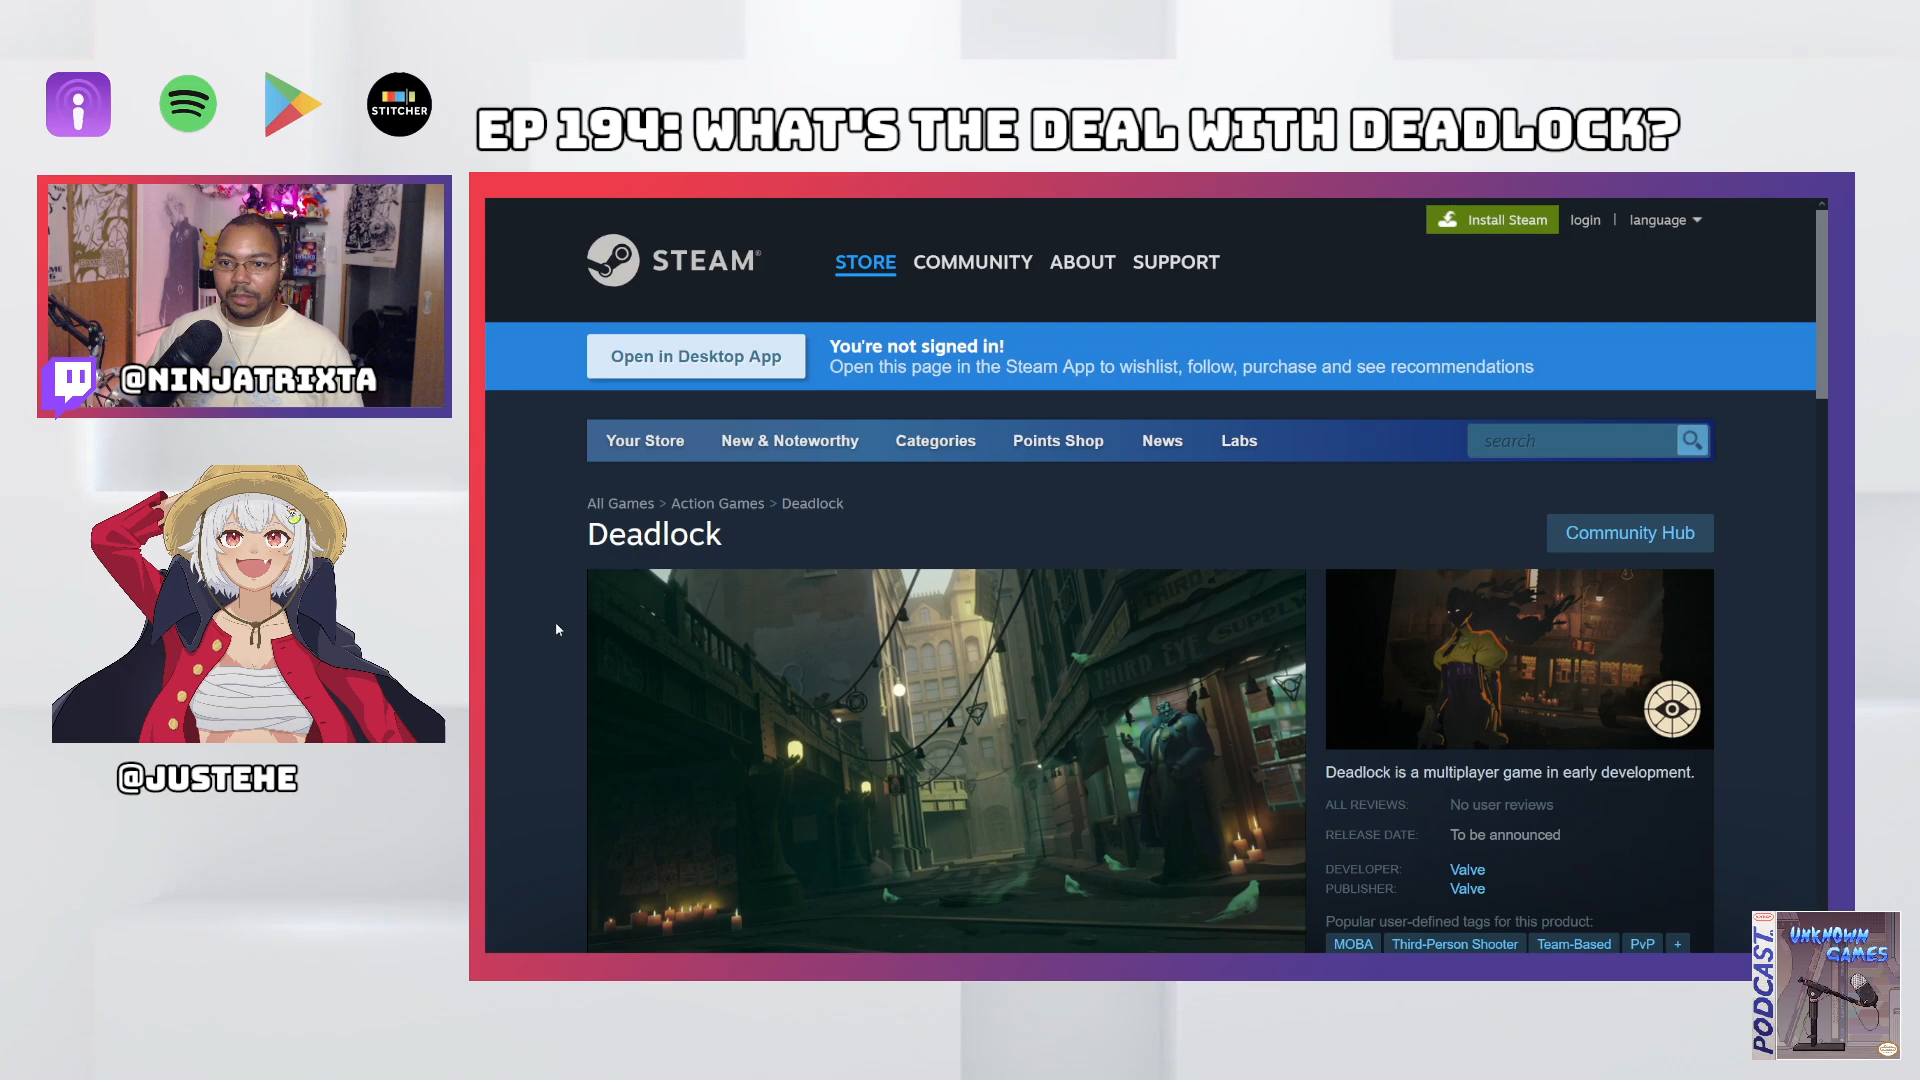 STITCHER
EP 194: WHAT'S THE DEAL WITH DEADLOCK?
@NINJATRIXTA
@JUSTEHE
Install Steam
login | language
STEAM®
STORE COMMUNITY ABOUT SUPPORT
Open in Desktop App
You're not signed in!
Open this page in the Steam App to wishlist, follow, purchase and see recommendations
Your Store New & Noteworthy Categories Points Shop News Labs
search
All Games > Action Games > Deadlock
Deadlock
Community Hub
THIRD EYE SUPPLY
Deadlock is a multiplayer game in early development.
ALL REVIEWS: No user reviews
RELEASE DATE: To be announced
DEVELOPER: Valve
PUBLISHER: Valve
Popular user-defined tags for this product:
MOBA Third-Person Shooter Team-Based PvP +
PODCAST
UNKNOWN
GAMES